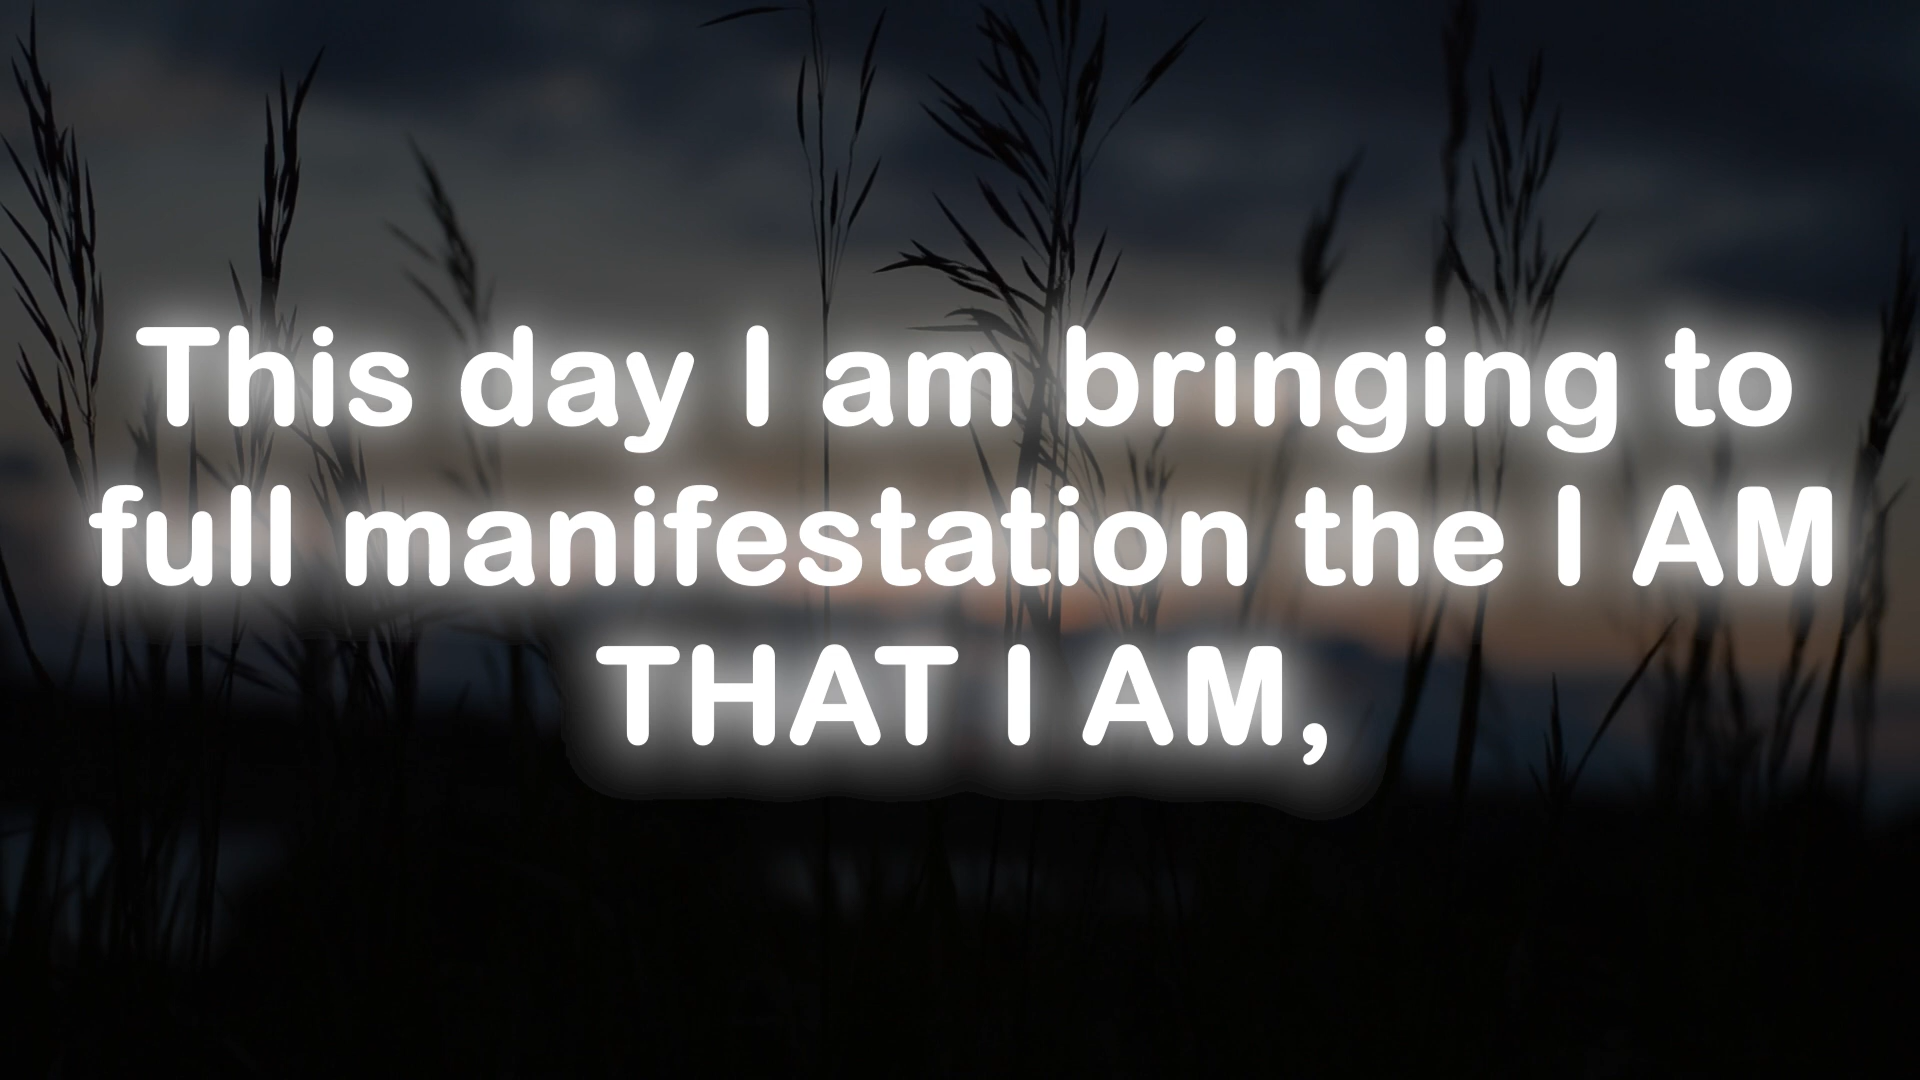 This day I am bringing to
full manifestation the I AM
THAT I AM,